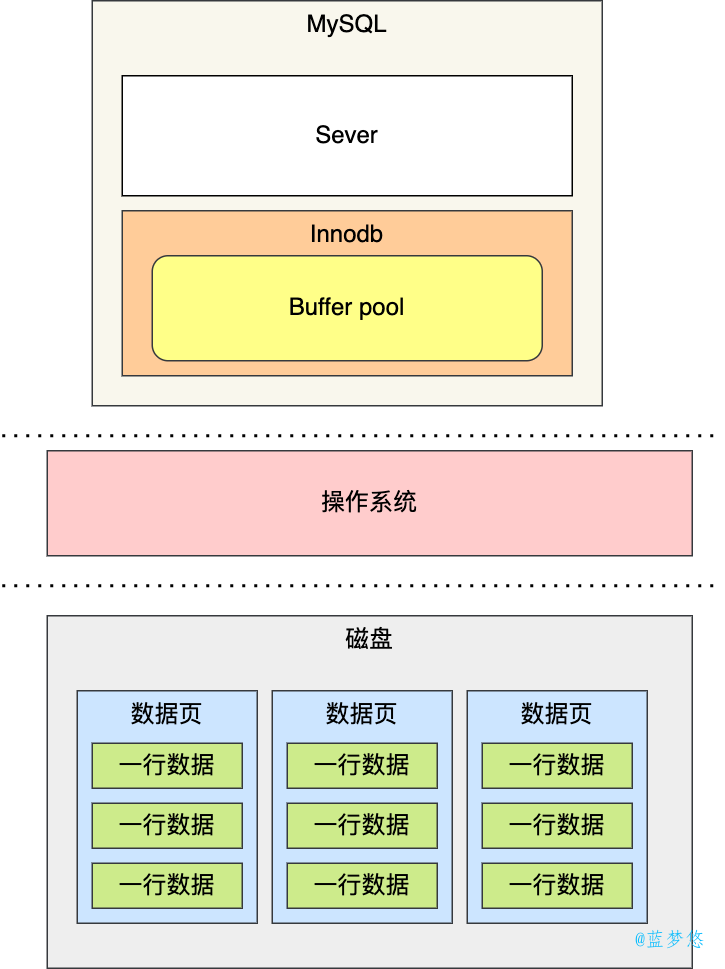 MySQL
Sever
Innodb
Buffer pool
操作系统
磁盘
数据页 数据页 数据页
一行数据 一行数据 一行数据
一行数据 一行数据 一行数据
一行数据 一行数据 一行数据
@蓝梦悠